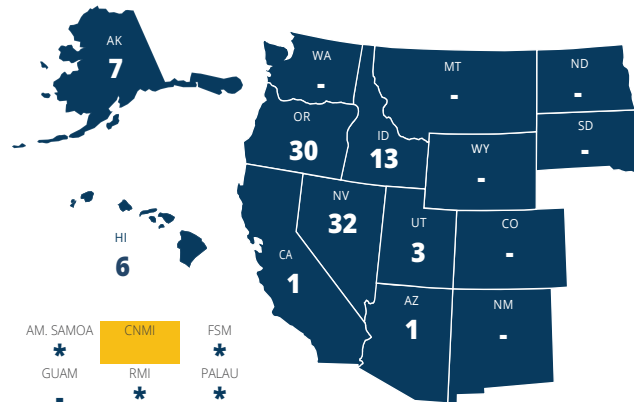 AK
7
WA
-
MT
-
ND
-
OR
30
ID
13
SD
-
WY
-
NV
32
HI
6
CA
1
UT
3
CO
-
AZ
1
NM
-
AM. SAMOA
*
CNMI
FSM
*
GUAM
-
RMI
*
PALAU
*